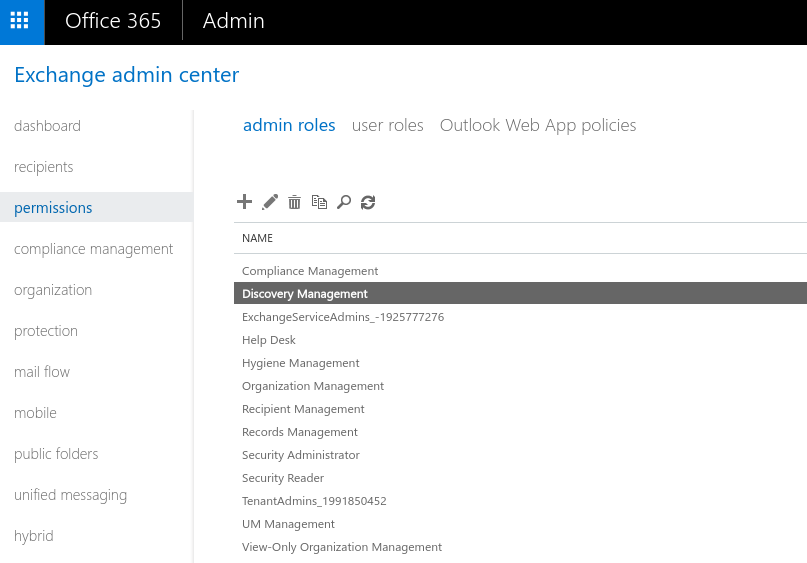 Office 365 Admin
Exchange admin center
dashboard
recipients
permissions
compliance management
organization
protection
mail flow
mobile
public folders
unified messaging
hybrid
admin roles user roles Outlook Web App policies
NAME
Compliance Management
Discovery Management
ExchangeServiceAdmins_-1925777276
Help Desk
Hygiene Management
Organization Management
Recipient Management
Records Management
Security Administrator
Security Reader
TenantAdmins_1991850452
UM Management
View-Only Organization Management